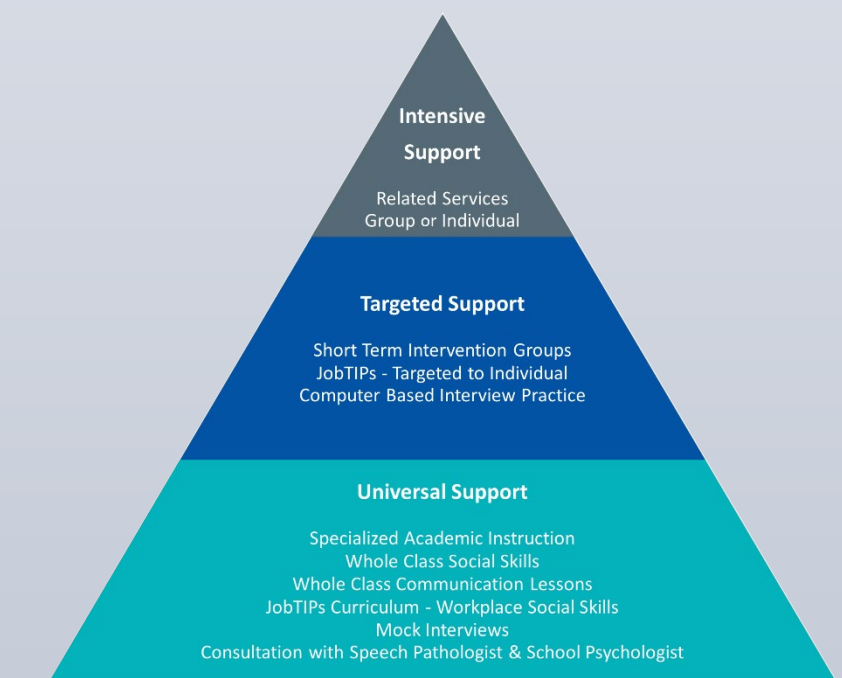 Intensive
Support
Related Services
Group or Individual
Targeted Support
Short Term Intervention Groups
JobTIPs - Targeted to Individual
Computer Based Interview Practice
Universal Support
Specialized Academic Instruction
Whole Class Social Skills
Whole Class Communication Lessons
JobTIPs Curriculum - Workplace Social Skills
Mock Interviews
Consultation with Speech Pathologist & School Psychologist